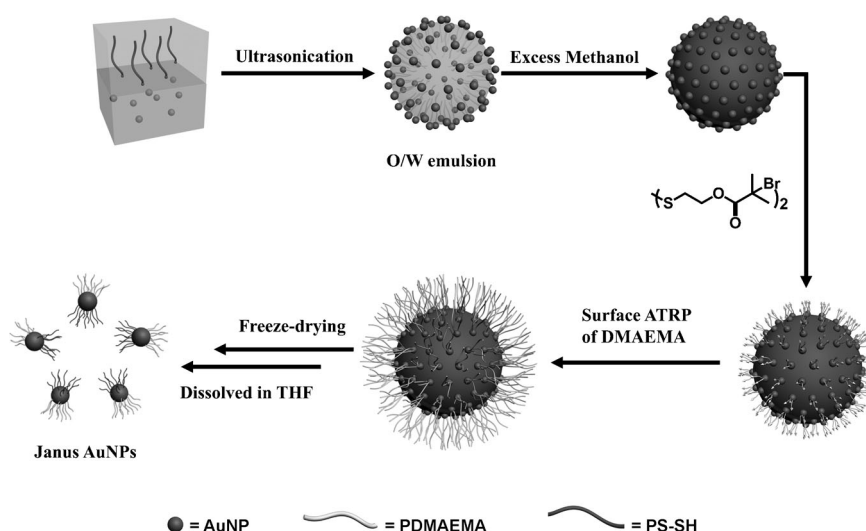 Ultrasonication
Excess Methanol
O/W emulsion
(S O Br
O )2
Surface ATRP
of DMAEMA
Freeze-drying
Dissolved in THF
Janus AuNPs
= AuNP
= PDMAEMA
= PS-SH